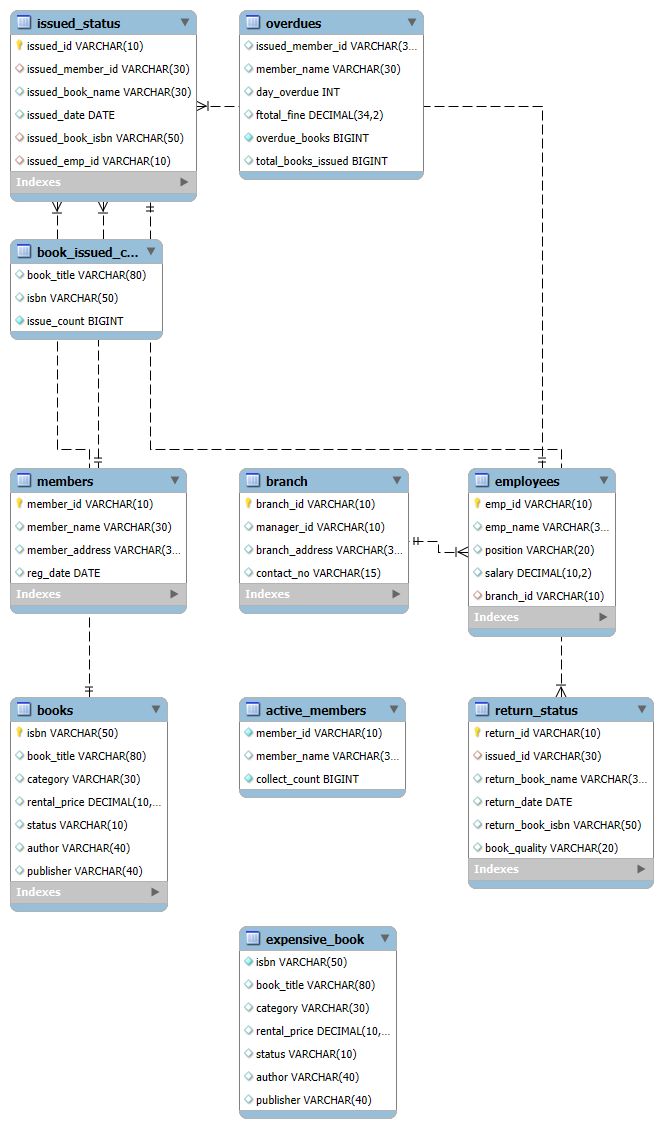 issued_status
issued_id VARCHAR(10)
issued_member_id VARCHAR(30)
issued_book_name VARCHAR(30)
issued_date DATE
issued_book_isbn VARCHAR(50)
issued_emp_id VARCHAR(10)
Indexes
overdues
issued_member_id VARCHAR(3...
member_name VARCHAR(30)
day_overdue INT
ftotal_fine DECIMAL(34,2)
overdue_books BIGINT
total_books_issued BIGINT
book_issued_c...
book_title VARCHAR(80)
isbn VARCHAR(50)
issue_count BIGINT
members
member_id VARCHAR(10)
member_name VARCHAR(30)
member_address VARCHAR(3...
reg_date DATE
Indexes
branch
branch_id VARCHAR(10)
manager_id VARCHAR(10)
branch_address VARCHAR(3...
contact_no VARCHAR(15)
Indexes
employees
emp_id VARCHAR(10)
emp_name VARCHAR(3...
position VARCHAR(20)
salary DECIMAL(10,2)
branch_id VARCHAR(10)
Indexes
books
isbn VARCHAR(50)
book_title VARCHAR(80)
category VARCHAR(30)
rental_price DECIMAL(10,...
status VARCHAR(10)
author VARCHAR(40)
publisher VARCHAR(40)
Indexes
active_members
member_id VARCHAR(10)
member_name VARCHAR(3...
collect_count BIGINT
return_status
return_id VARCHAR(10)
issued_id VARCHAR(30)
return_book_name VARCHAR(3...
return_date DATE
return_book_isbn VARCHAR(50)
book_quality VARCHAR(20)
Indexes
expensive_book
isbn VARCHAR(50)
book_title VARCHAR(80)
category VARCHAR(30)
rental_price DECIMAL(10,...
status VARCHAR(10)
author VARCHAR(40)
publisher VARCHAR(40)